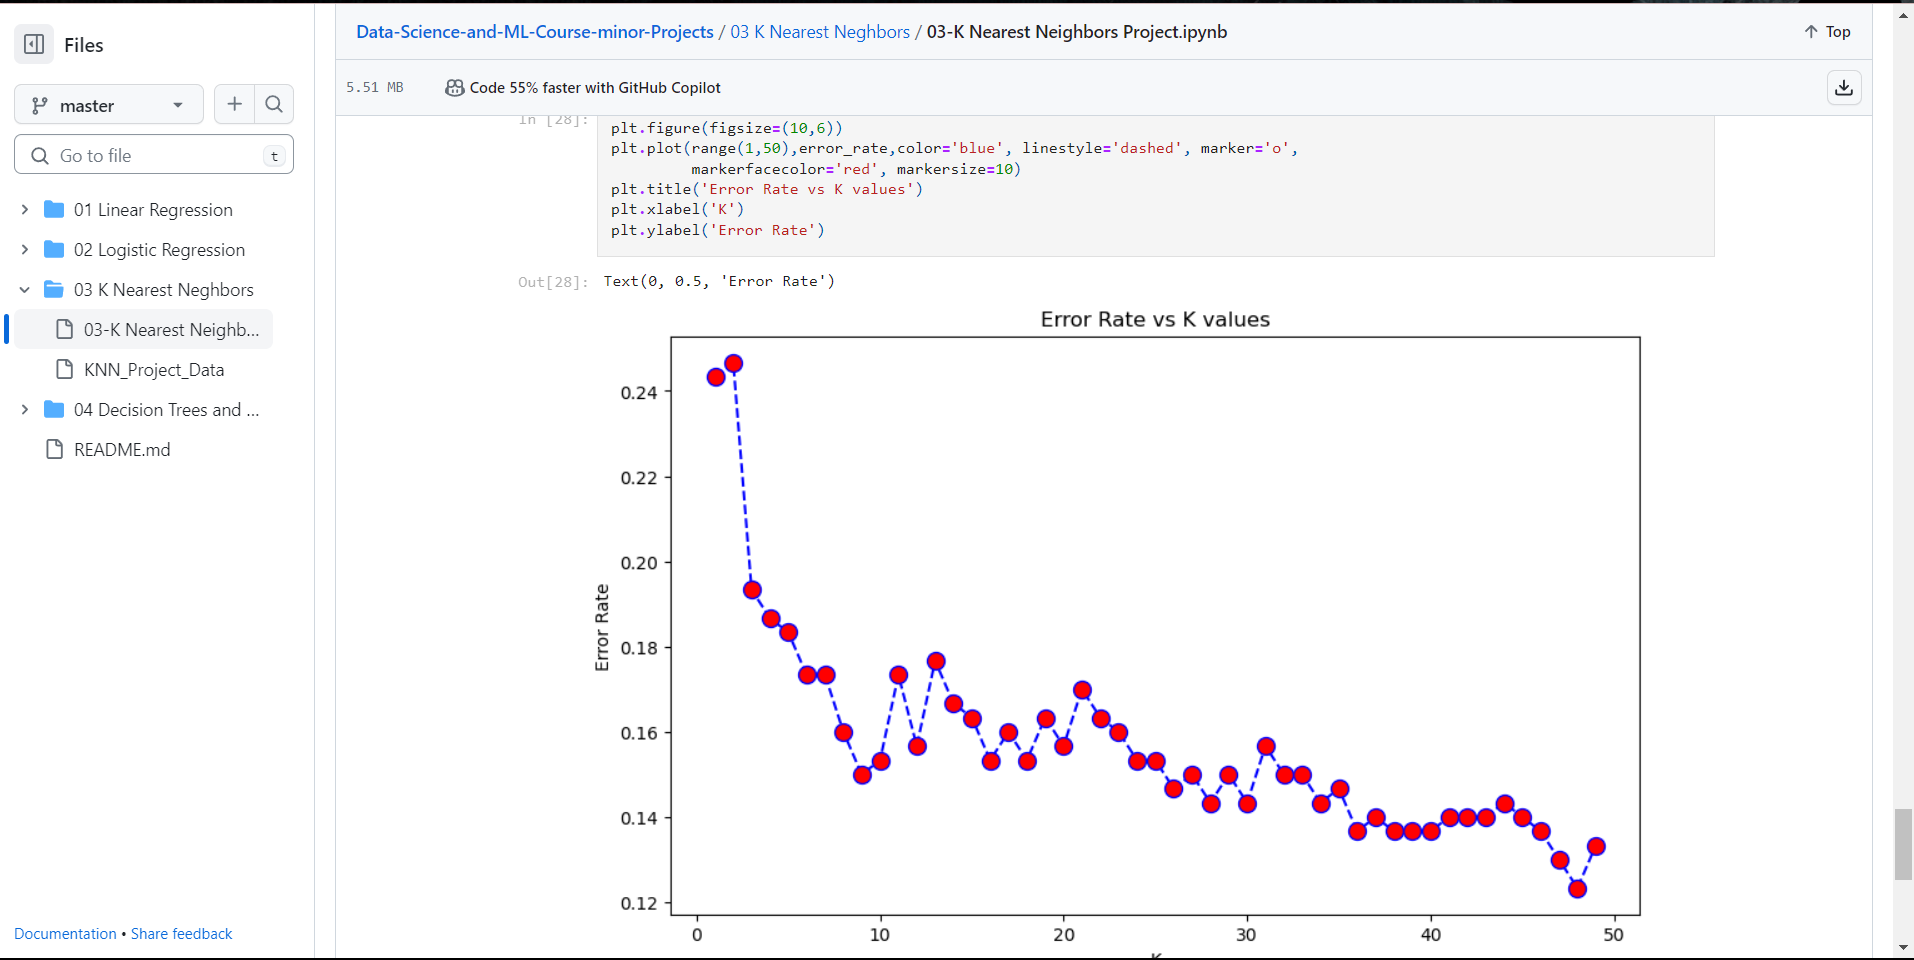 Files
master
Go to file
t
01 Linear Regression
02 Logistic Regression
03 K Nearest Neghbors
03-K Nearest Neighb...
KNN_Project_Data
04 Decision Trees and ...
README.md
Documentation • Share feedback
Data-Science-and-ML-Course-minor-Projects / 03 K Nearest Neghbors / 03-K Nearest Neighbors Project.ipynb
Top
5.51 MB
Code 55% faster with GitHub Copilot
In [28]:
plt.figure(figsize=(10,6))
plt.plot(range(1,50),error_rate,color='blue', linestyle='dashed', marker='o',
markerfacecolor='red', markersize=10)
plt.title('Error Rate vs K values')
plt.xlabel('K')
plt.ylabel('Error Rate')
Out[28]: Text(0, 0.5, 'Error Rate')
Error Rate vs K values
Error Rate
0.24
0.22
0.20
0.18
0.16
0.14
0.12
0 10 20 30 40 50
K